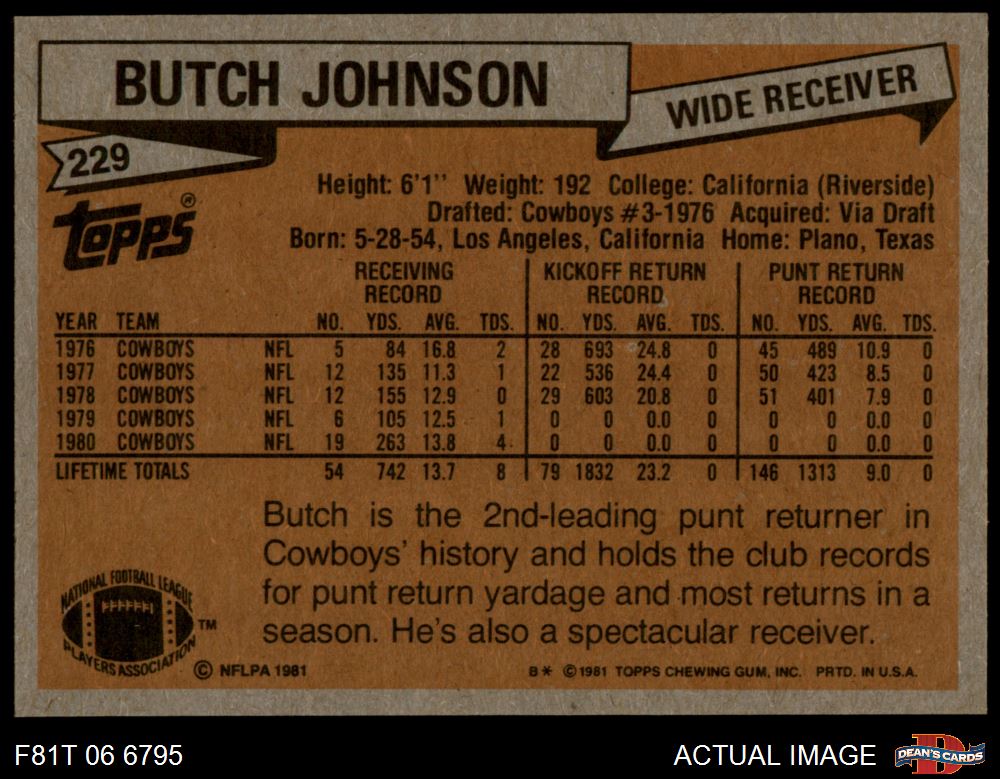 BUTCH JOHNSON
WIDE RECEIVER
229
TOPPS®
Height: 6'1'' Weight: 192 College: California (Riverside)
Drafted: Cowboys #3-1976 Acquired: Via Draft
Born: 5-28-54, Los Angeles, California Home: Plano, Texas
RECEIVING RECORD KICKOFF RETURN RECORD PUNT RETURN RECORD
YEAR TEAM NO. YDS. AVG. TDS. NO. YDS. AVG. TDS. NO. YDS. AVG. TDS.
1976 COWBOYS NFL 5 84 16.8 2 28 693 24.8 0 45 489 10.9 0
1977 COWBOYS NFL 12 135 11.3 1 22 536 24.4 0 50 423 8.5 0
1978 COWBOYS NFL 12 155 12.9 0 29 603 20.8 0 51 401 7.9 0
1979 COWBOYS NFL 6 105 12.5 1 0 0 0.0 0 0 0 0.0 0
1980 COWBOYS NFL 19 263 13.8 4 0 0 0.0 0 0 0 0.0 0
LIFETIME TOTALS 54 742 13.7 8 79 1832 23.2 0 146 1313 9.0 0
Butch is the 2nd-leading punt returner in
Cowboys' history and holds the club records
for punt return yardage and most returns in a
season. He's also a spectacular receiver.
NATIONAL FOOTBALL LEAGUE
PLAYERS ASSOCIATION
TM
© NFLPA 1981
B* ©1981 TOPPS CHEWING GUM, INC. PRTD. IN U.S.A.
F81T 06 6795
ACTUAL IMAGE
D
DEAN'S CARDS